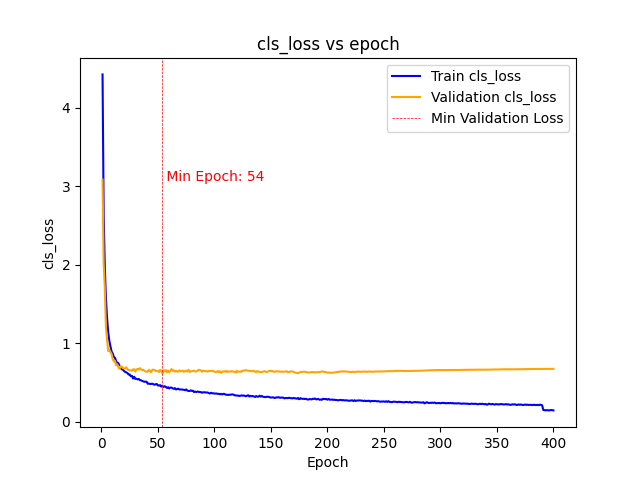 cls_loss vs epoch
Train cls_loss
Validation cls_loss
Min Validation Loss
Min Epoch: 54
cls_loss
4
3
2
1
0
0 50 100 150 200 250 300 350 400
Epoch